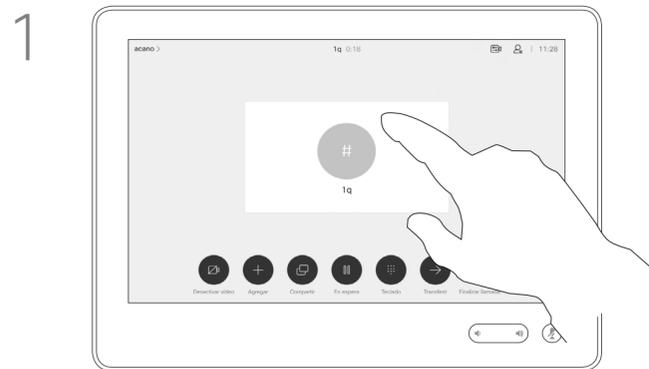 1
acano >
1q 0:18
11:28
#
1q
Desactivar vídeo
Agregar
Compartir
En espera
Teclado
Transferir
Finalizar llamada